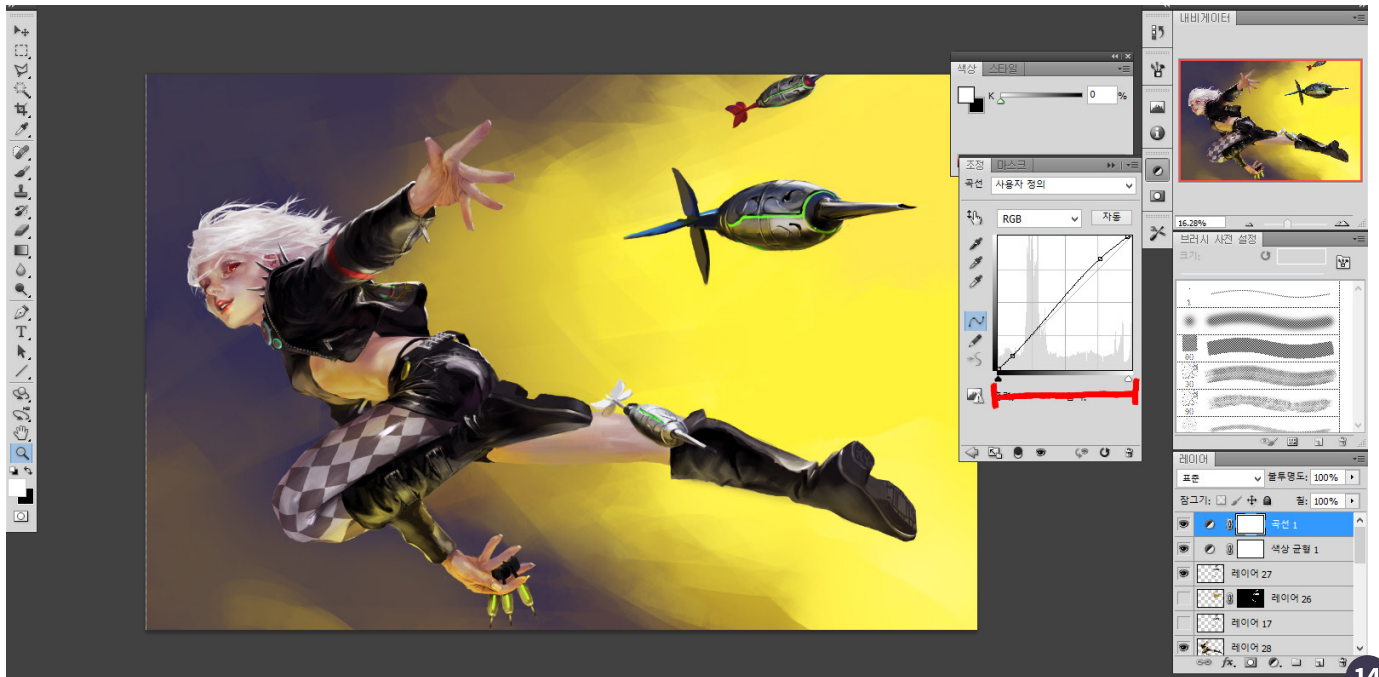 내비게이터
색상 스타일
K 0 %
조정 마스크
곡선 사용자 정의
RGB 자동
16.28%
브러시 사전 설정
크기:
1
80
30
90
레이어
표준 불투명도: 100%
잠그기: 칠: 100%
곡선 1
색상 균형 1
레이어 27
레이어 26
레이어 17
레이어 28
fx.
14